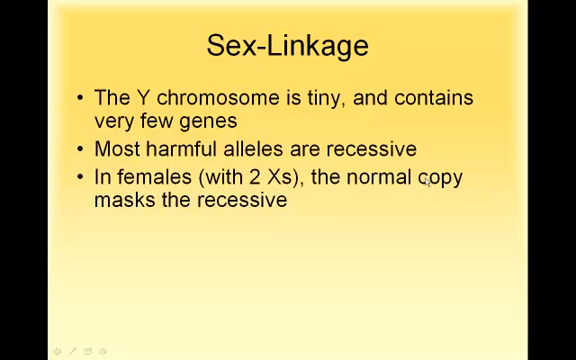 Sex-Linkage
• The Y chromosome is tiny, and contains
very few genes
• Most harmful alleles are recessive
• In females (with 2 Xs), the normal copy
masks the recessive